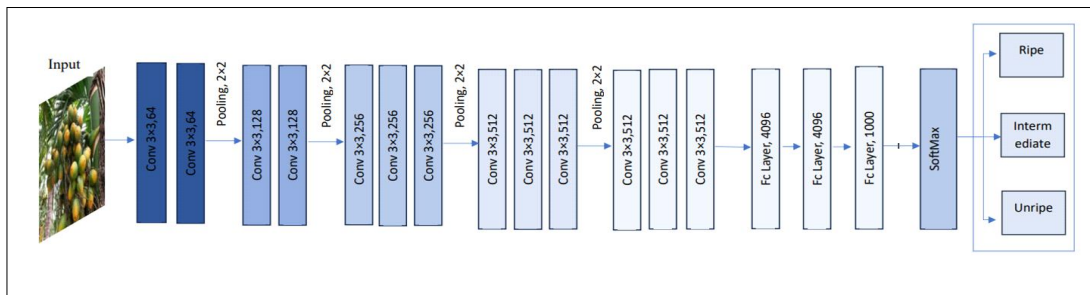 Input
Conv 3×3,64
Conv 3×3,64
Pooling, 2×2
Conv 3×3,128
Conv 3×3,128
Pooling, 2×2
Conv 3×3,256
Conv 3×3,256
Conv 3×3,256
Pooling, 2×2
Conv 3×3,512
Conv 3×3,512
Conv 3×3,512
Pooling, 2×2
Conv 3×3,512
Conv 3×3,512
Conv 3×3,512
Fc Layer, 4096
Fc Layer, 4096
Fc Layer, 1000
SoftMax
Ripe
Interm
ediate
Unripe